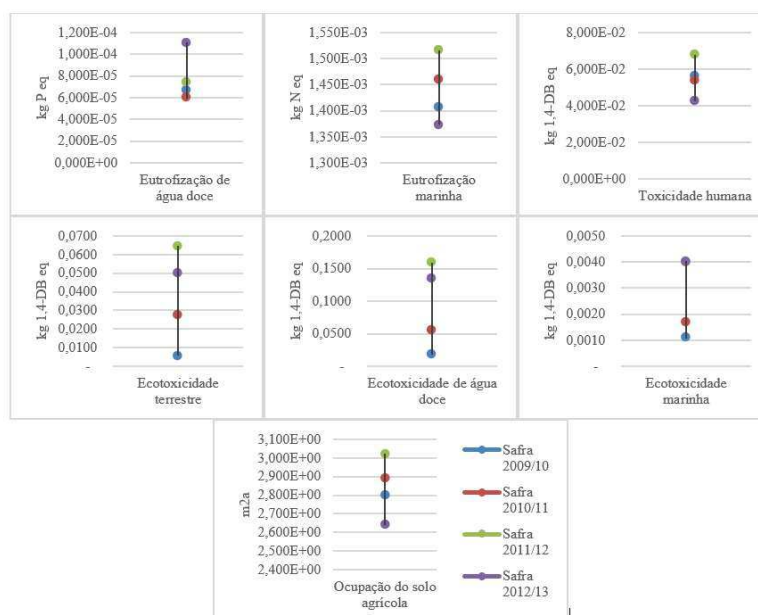 1,200E-04
1,000E-04
8,000E-05
6,000E-05
4,000E-05
2,000E-05
0,000E+00
kg P eq
Eutrofização de
água doce
1,550E-03
1,500E-03
1,450E-03
1,400E-03
1,350E-03
1,300E-03
kg N eq
Eutrofização
marinha
8,000E-02
6,000E-02
4,000E-02
2,000E-02
0,000E+00
kg 1,4-DB eq
Toxicidade humana
0,0700
0,0600
0,0500
0,0400
0,0300
0,0200
0,0100
-
kg 1,4-DB eq
Ecotoxicidade
terrestre
0,2000
0,1500
0,1000
0,0500
-
kg 1,4-DB eq
Ecotoxicidade de água
doce
0,0050
0,0040
0,0030
0,0020
0,0010
-
kg 1,4-DB eq
Ecotoxicidade
marinha
3,100E+00
3,000E+00
2,900E+00
2,800E+00
2,700E+00
2,600E+00
2,500E+00
2,400E+00
m2a
Ocupação do solo
agrícola
Safra
2009/10
Safra
2010/11
Safra
2011/12
Safra
2012/13